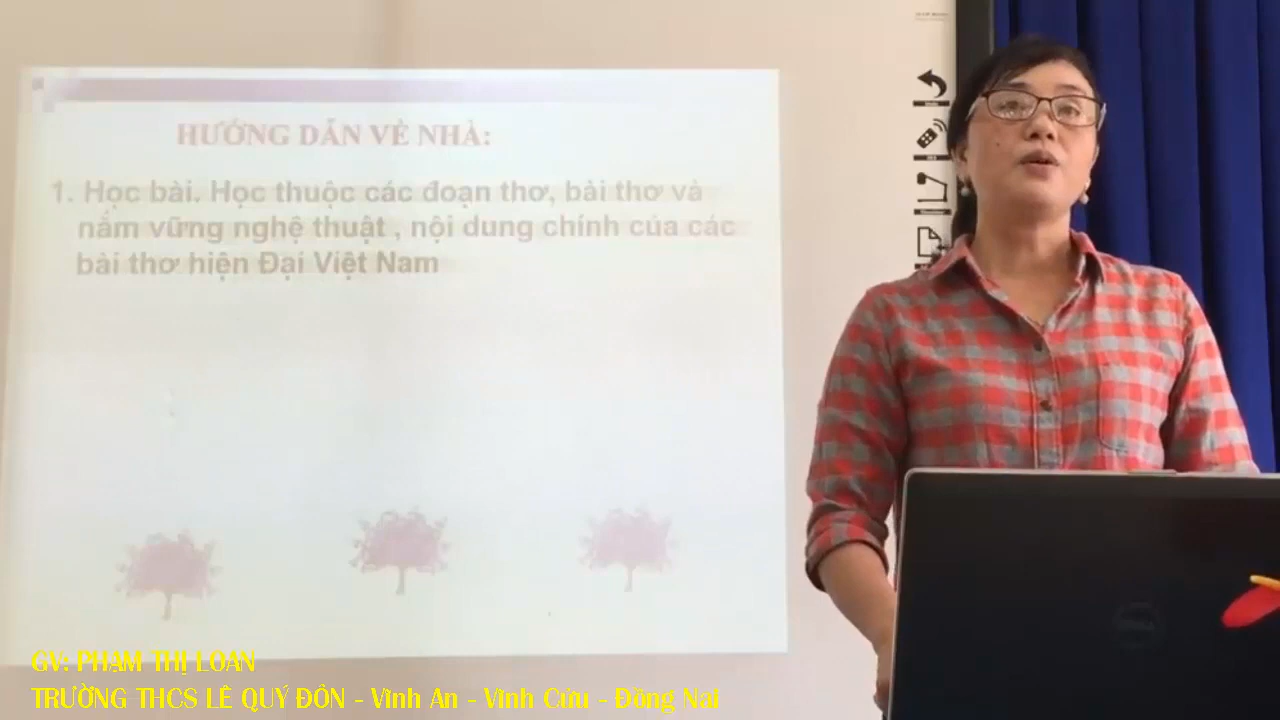 HƯỚNG DẪN VỀ NHÀ:
1. Học bài. Học thuộc các đoạn thơ, bài thơ và
nắm vững nghệ thuật , nội dung chính của các
bài thơ hiện Đại Việt Nam
GV: PHẠM THỊ LOAN
TRƯỜNG THCS LÊ QUÝ ĐÔN - Vĩnh An - Vĩnh Cửu - Đồng Nai